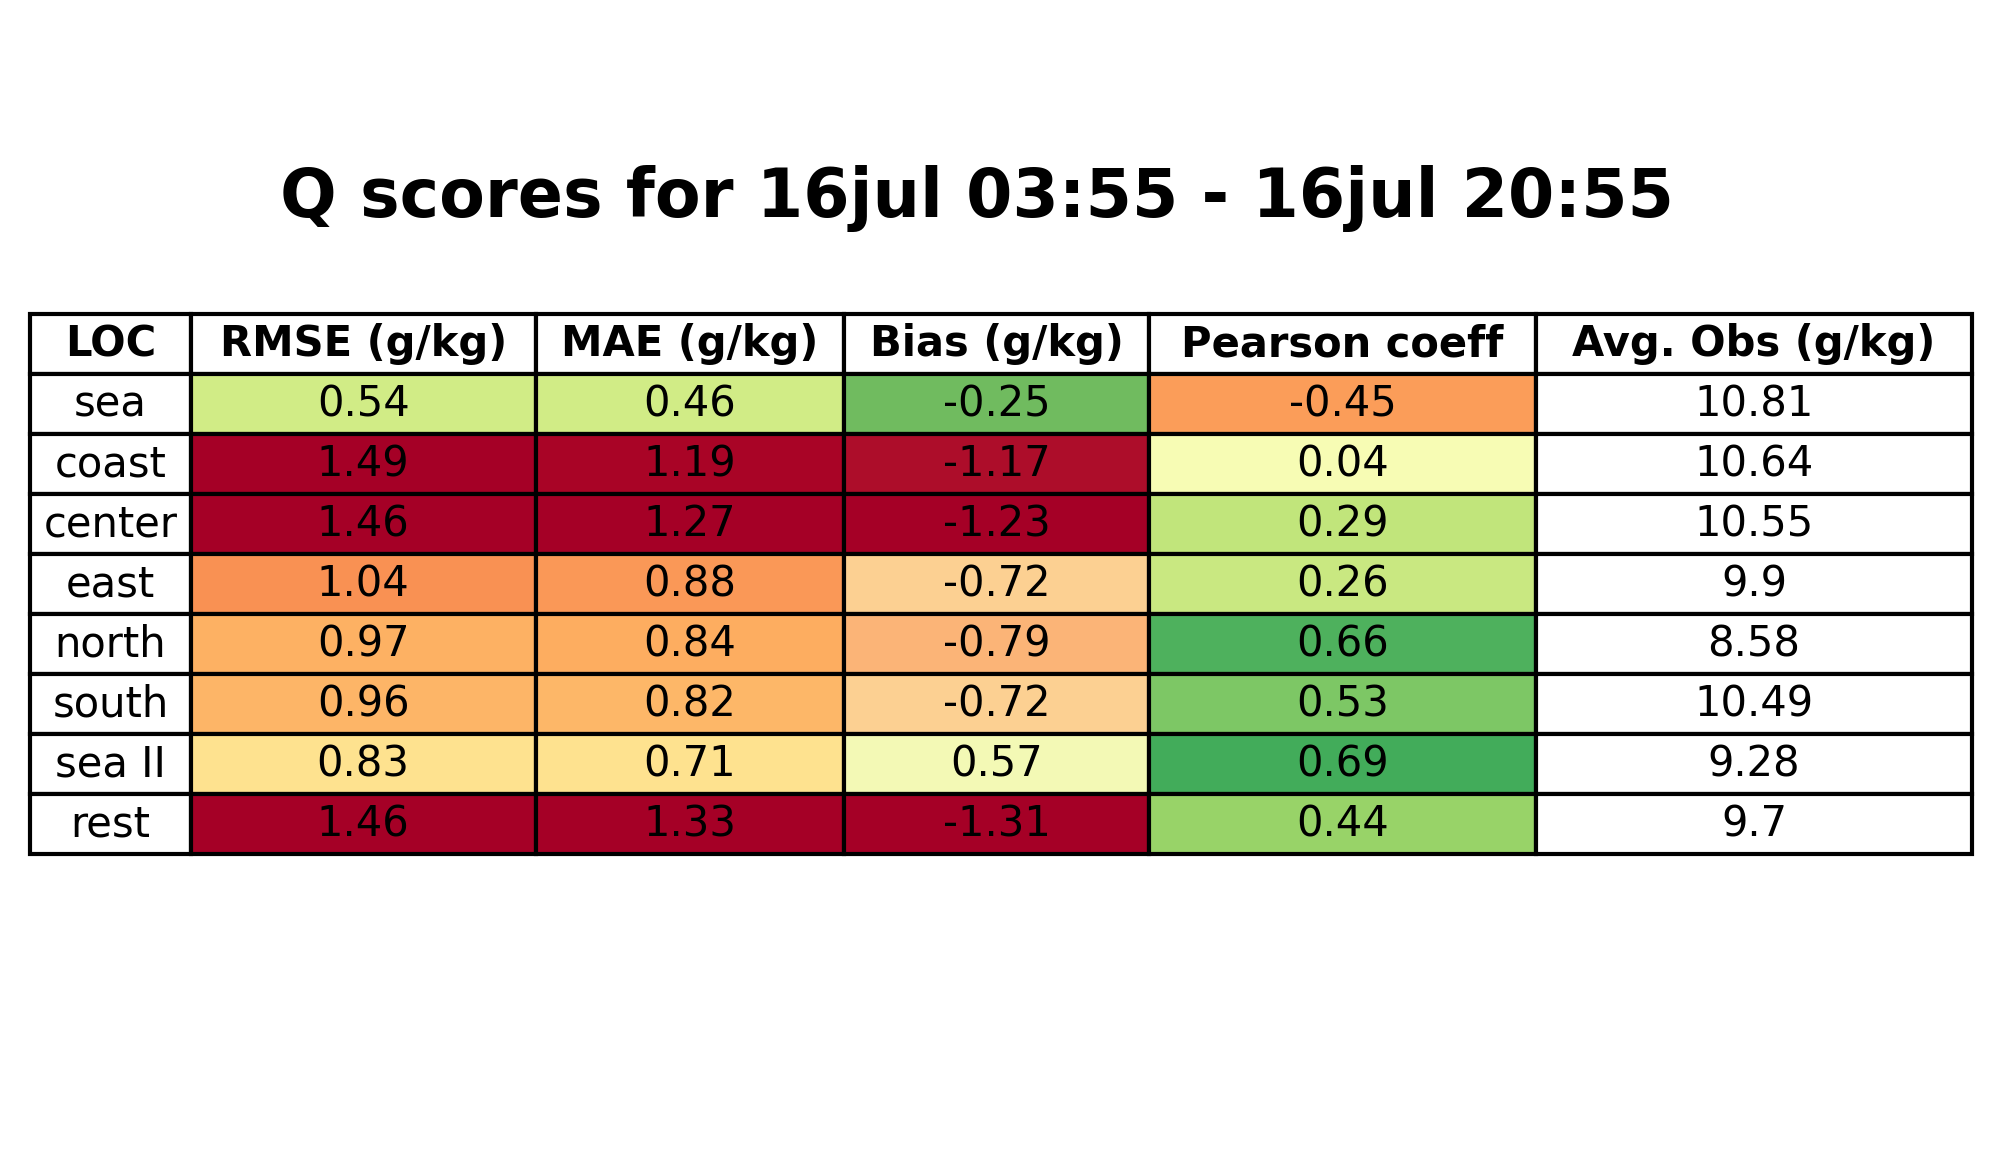 Q scores for 16jul 03:55 - 16jul 20:55
LOC RMSE (g/kg) MAE (g/kg) Bias (g/kg) Pearson coeff Avg. Obs (g/kg)
sea 0.54 0.46 -0.25 -0.45 10.81
coast 1.49 1.19 -1.17 0.04 10.64
center 1.46 1.27 -1.23 0.29 10.55
east 1.04 0.88 -0.72 0.26 9.9
north 0.97 0.84 -0.79 0.66 8.58
south 0.96 0.82 -0.72 0.53 10.49
sea II 0.83 0.71 0.57 0.69 9.28
rest 1.46 1.33 -1.31 0.44 9.7